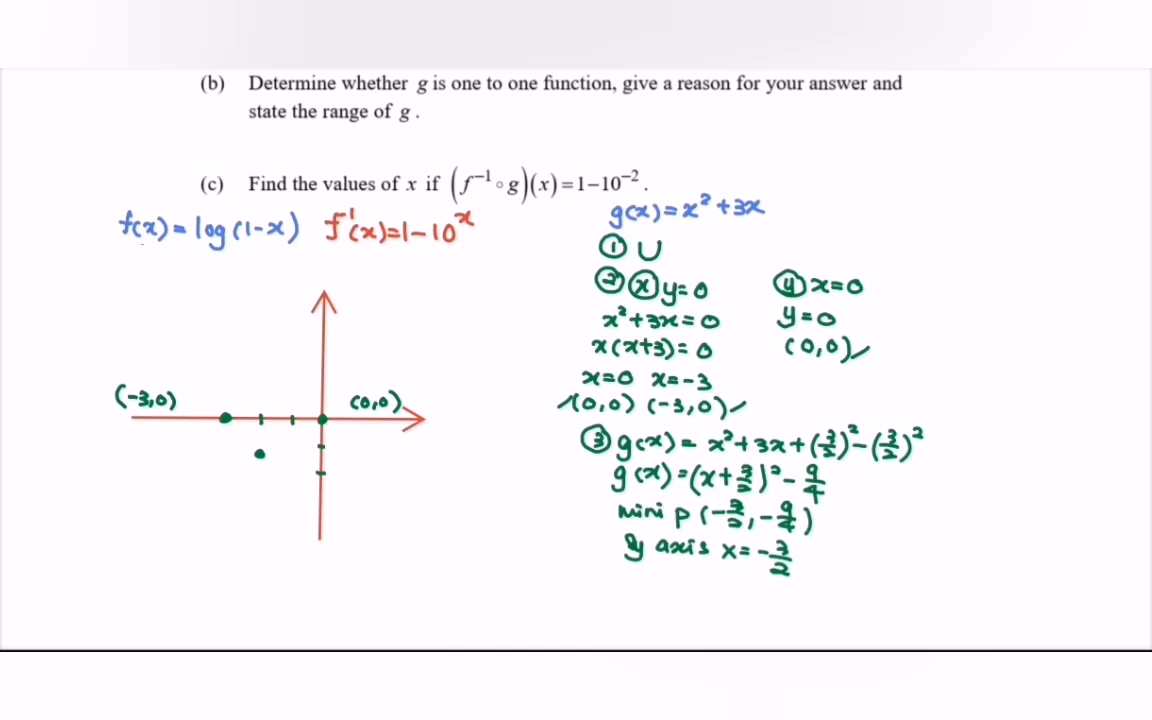 (b) Determine whether g is one to one function, give a reason for your answer and
state the range of g .
(c) Find the values of x if (f⁻¹∘g)(x)=1−10⁻² .
f(x)= log(1-x) f⁻¹(x)=1-10ˣ
g(x)=x²+3x
① ∪
② ⓧ y=0
x²+3x=0
x(x+3)=0
x=0 x=-3
(0,0) (-3,0)
ⓨ x=0
y=0
(0,0)
③ g(x)= x²+3x+(3/2)²-(3/2)²
g(x)=(x+3/2)²-9/4
mini p(-3/2,-9/4)
Sy axis x=-3/2
(-3,0)
(0,0)